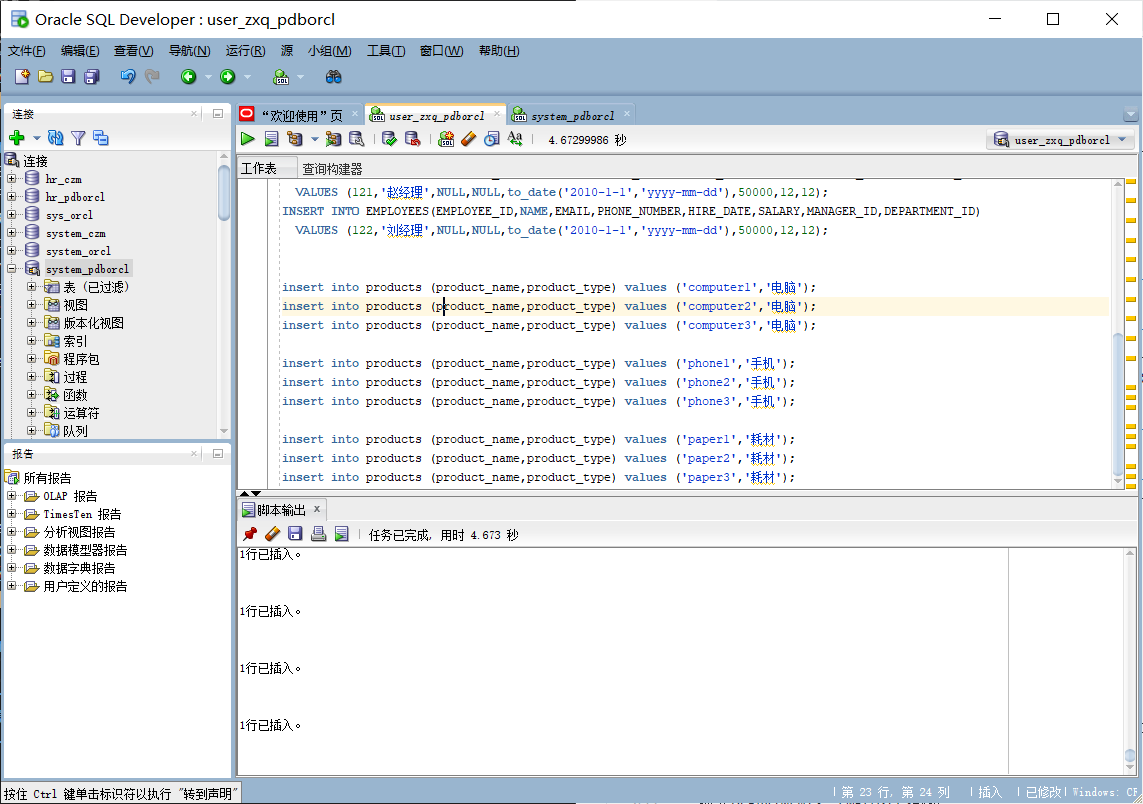 Oracle SQL Developer : user_zxq_pdborcl
文件(F) 编辑(E) 查看(V) 导航(N) 运行(R) 源 小组(M) 工具(T) 窗口(W) 帮助(H)
连接
连接
hr_czm
hr_pdborcl
sys_orcl
system_czm
system_orcl
system_pdborcl
表 (已过滤)
视图
版本化视图
索引
程序包
过程
函数
运算符
队列
报告
所有报告
OLAP 报告
TimesTen 报告
分析视图报告
数据模型器报告
数据字典报告
用户定义的报告
“欢迎使用”页 user_zxq_pdborcl system_pdborcl
4.67299986 秒 user_zxq_pdborcl
工作表 查询构建器
VALUES (121,'赵经理',NULL,NULL,to_date('2010-1-1','yyyy-mm-dd'),50000,12,12);
INSERT INTO EMPLOYEES(EMPLOYEE_ID,NAME,EMAIL,PHONE_NUMBER,HIRE_DATE,SALARY,MANAGER_ID,DEPARTMENT_ID)
VALUES (122,'刘经理',NULL,NULL,to_date('2010-1-1','yyyy-mm-dd'),50000,12,12);
insert into products (product_name,product_type) values ('computer1','电脑');
insert into products (product_name,product_type) values ('computer2','电脑');
insert into products (product_name,product_type) values ('computer3','电脑');
insert into products (product_name,product_type) values ('phone1','手机');
insert into products (product_name,product_type) values ('phone2','手机');
insert into products (product_name,product_type) values ('phone3','手机');
insert into products (product_name,product_type) values ('paper1','耗材');
insert into products (product_name,product_type) values ('paper2','耗材');
insert into products (product_name,product_type) values ('paper3','耗材');
脚本输出
任务已完成, 用时 4.673 秒
1行已插入。
1行已插入。
1行已插入。
1行已插入。
按住 Ctrl 键单击标识符以执行 "转到声明"
第 23 行, 第 24 列 插入 已修改 Windows: CF